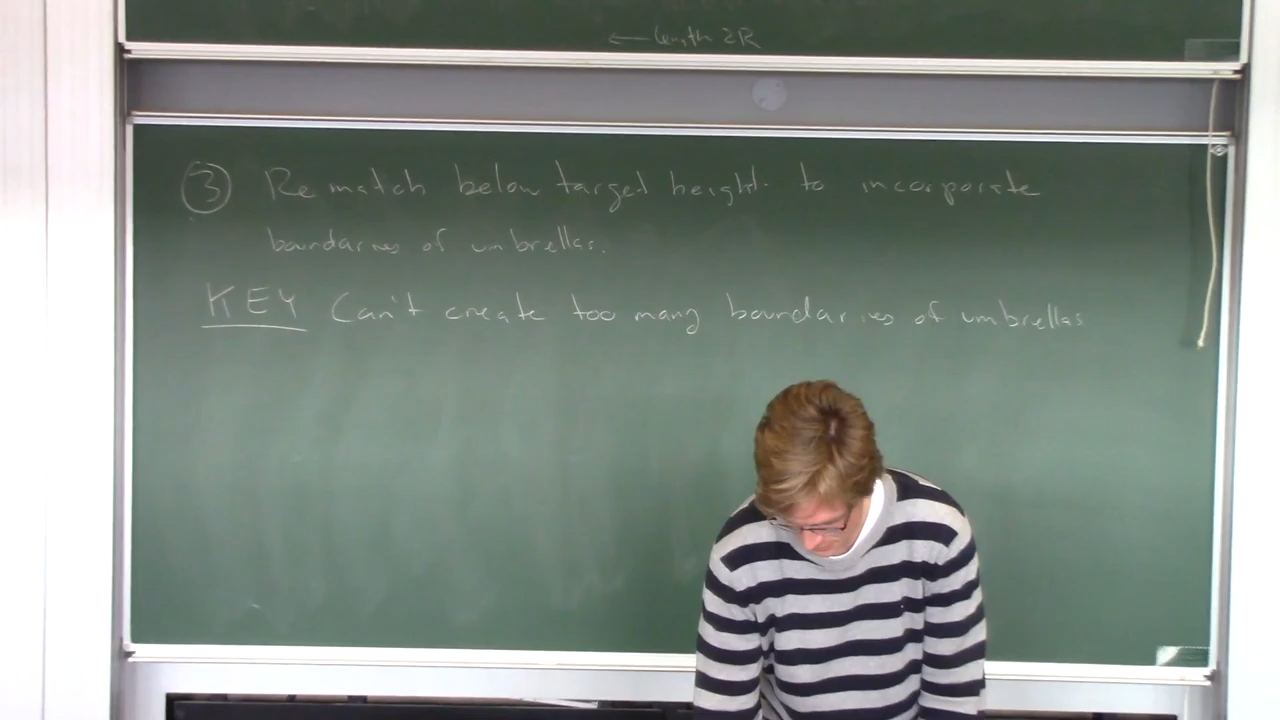 ← length 2R
③ Rematch below target height to incorporate
boundaries of umbrellas.
KEY Can't create too many boundaries of umbrellas